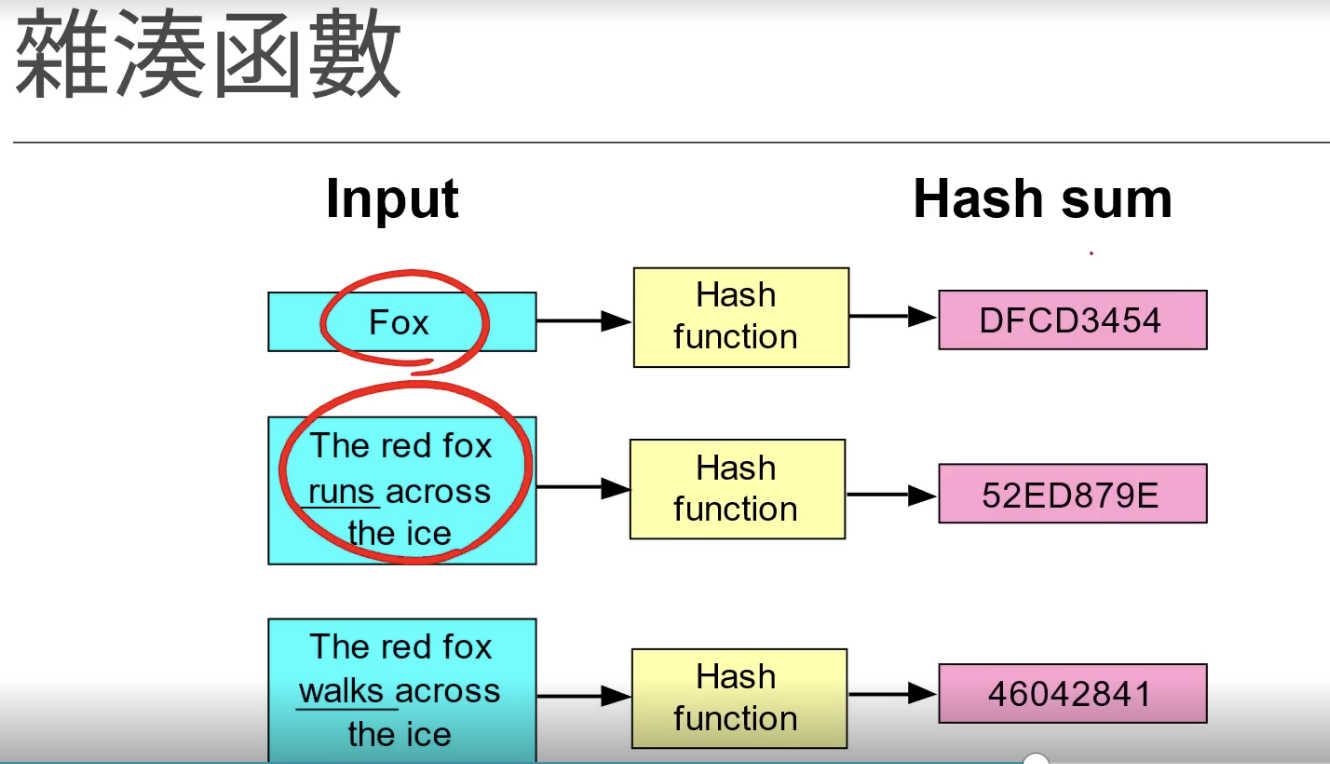 雜湊函數
Input
Hash sum
Fox
Hash
function
DFCD3454
The red fox
runs across
the ice
Hash
function
52ED879E
The red fox
walks across
the ice
Hash
function
46042841